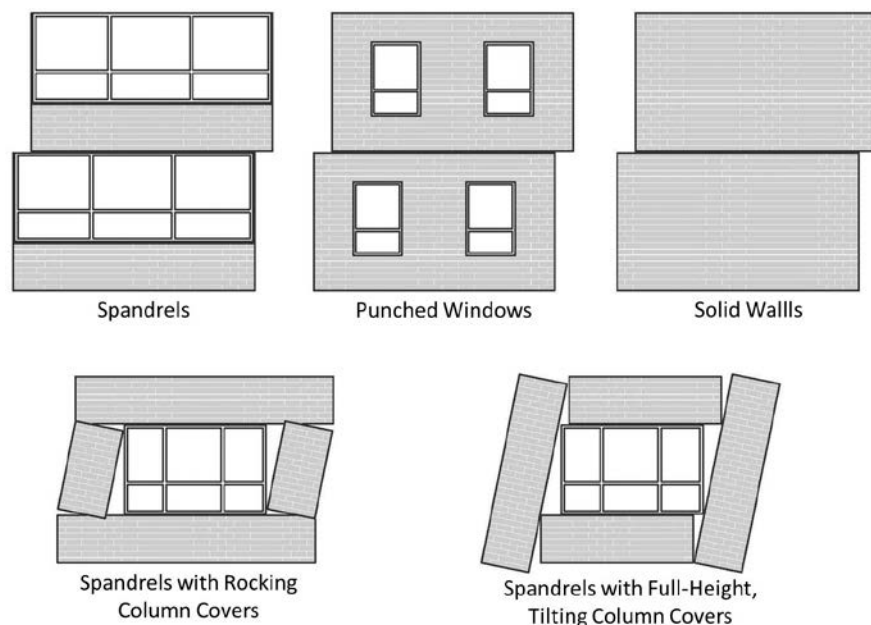 Spandrels
Punched Windows
Solid Wallls
Spandrels with Rocking
Column Covers
Spandrels with Full-Height,
Tilting Column Covers